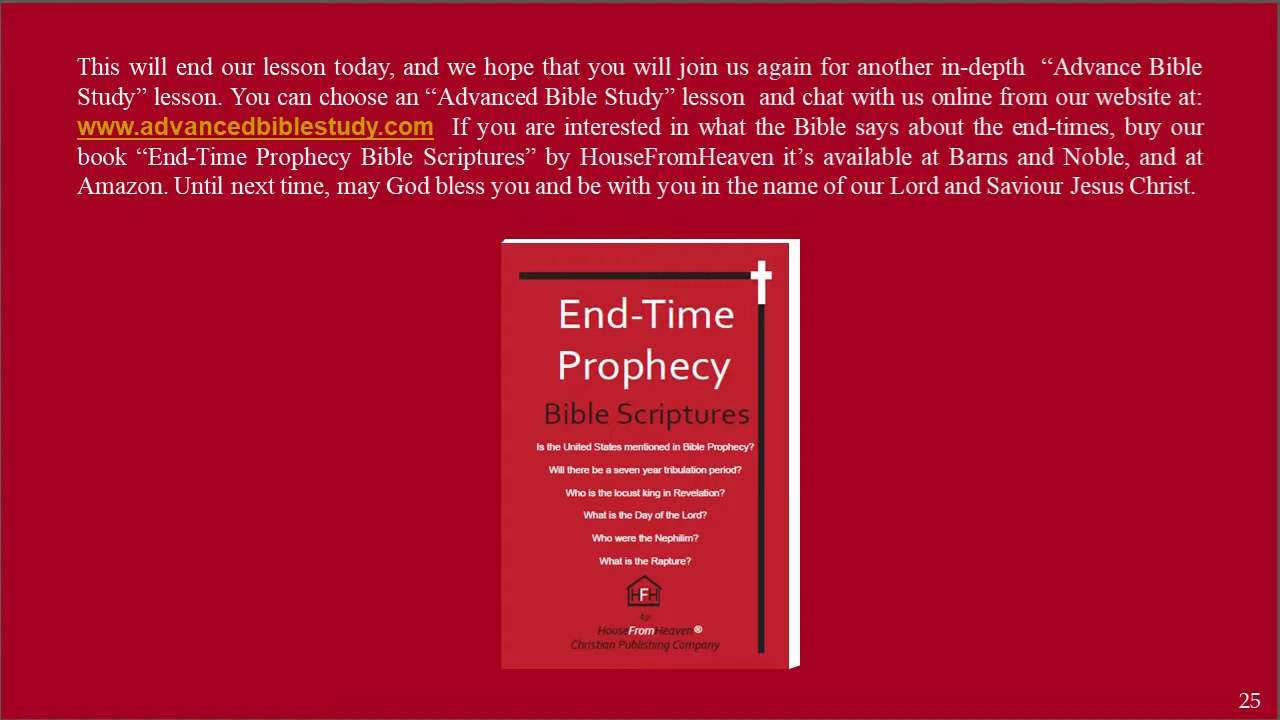 This will end our lesson today, and we hope that you will join us again for another in-depth “Advance Bible
Study” lesson. You can choose an “Advanced Bible Study” lesson and chat with us online from our website at:
www.advancedbiblestudy.com If you are interested in what the Bible says about the end-times, buy our
book “End-Time Prophecy Bible Scriptures” by HouseFromHeaven it’s available at Barns and Noble, and at
Amazon. Until next time, may God bless you and be with you in the name of our Lord and Saviour Jesus Christ.
End-Time
Prophecy
Bible Scriptures
Is the United States mentioned in Bible Prophecy?
Will there be a seven year tribulation period?
Who is the locust king in Revelation?
What is the Day of the Lord?
Who were the Nephilim?
What is the Rapture?
HFH
by
HouseFromHeaven®
Christian Publishing Company
25